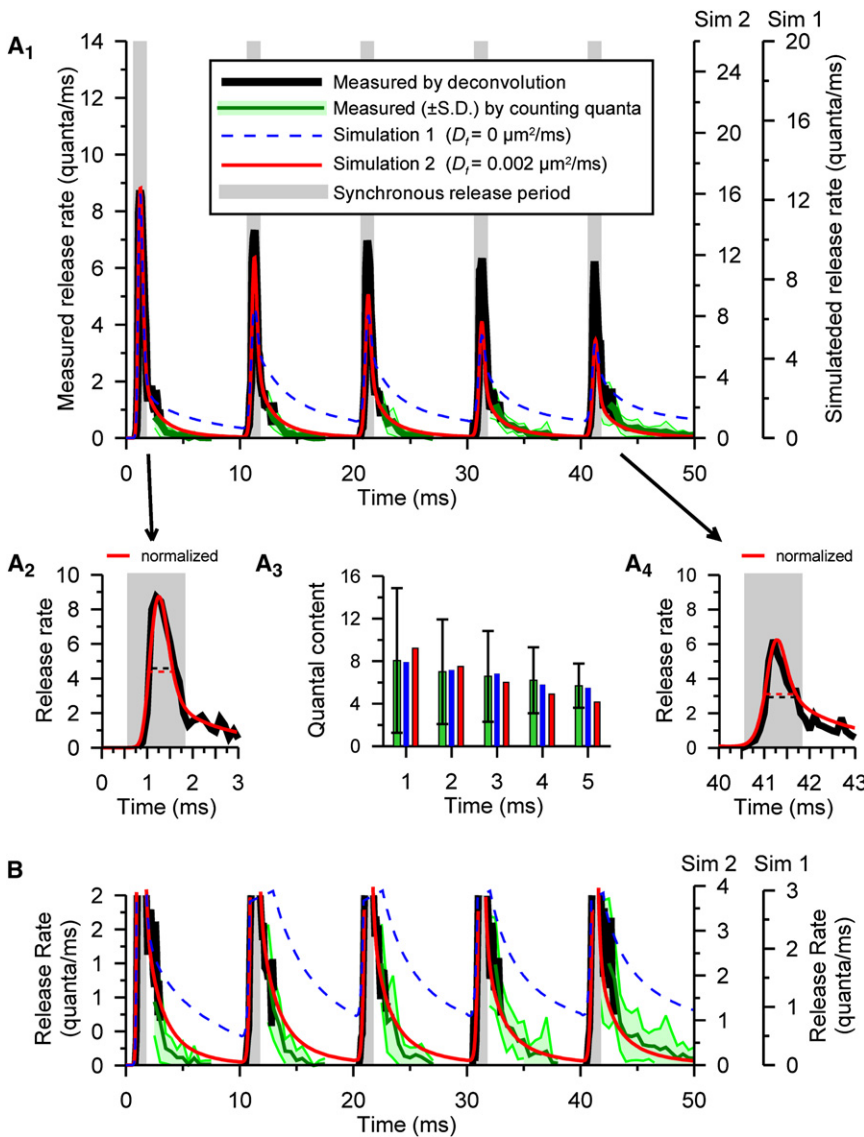 A1
Sim 2 Sim 1
14
12
10
8
6
4
2
0
Measured release rate (quanta/ms)
Measured by deconvolution
Measured (±S.D.) by counting quanta
Simulation 1 (Df = 0 µm²/ms)
Simulation 2 (Df = 0.002 µm²/ms)
Synchronous release period
24
20
16
12
8
4
0
20
16
12
8
4
0
Simulateded release rate (quanta/ms)
0 10 20 30 40 50
Time (ms)
A2
normalized
10
8
6
4
2
0
Release rate
0 1 2 3
Time (ms)
A3
16
12
8
4
0
Quantal content
1 2 3 4 5
Time (ms)
A4
normalized
10
8
6
4
2
0
Release rate
40 41 42 43
Time (ms)
B
Sim 2 Sim 1
2
2
1
1
0
0
Release Rate
(quanta/ms)
4
3
2
1
0
3
2
1
0
Release Rate
(quanta/ms)
0 10 20 30 40 50
Time (ms)